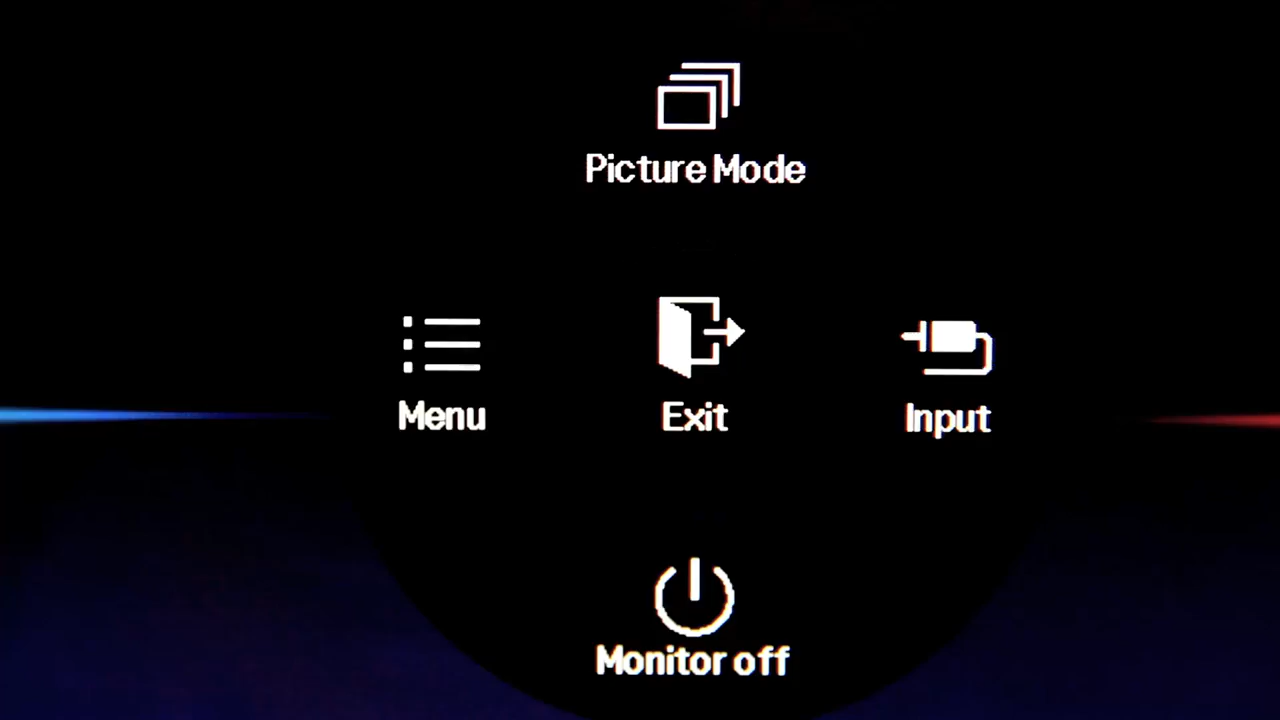 Picture Mode
Menu
Exit
Input
Monitor off